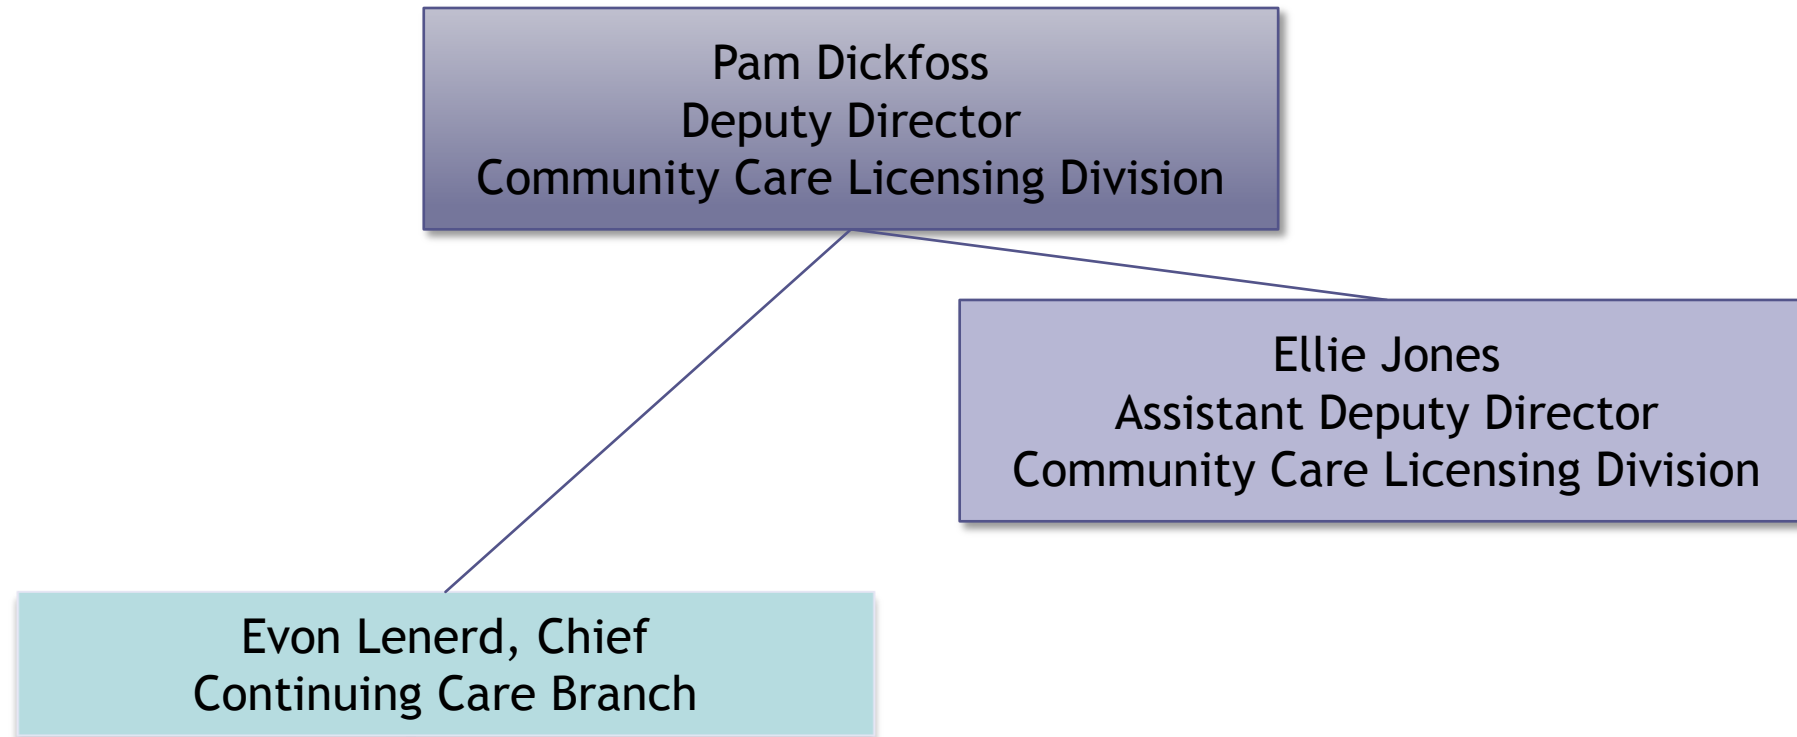 Pam Dickfoss
Deputy Director
Community Care Licensing Division
Ellie Jones
Assistant Deputy Director
Community Care Licensing Division
Evon Lenerd, Chief
Continuing Care Branch